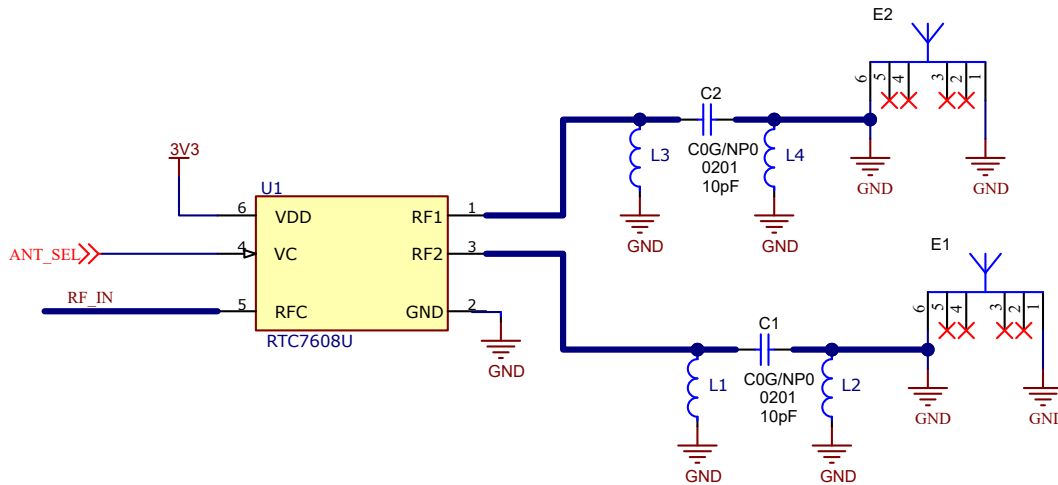 E2
6
5
4
3
2
1
C2
L3
C0G/NP0
0201
10pF
L4
GND
GND
GND
GND
3V3
U1
6
VDD
RF1
1
ANT_SEL
4
VC
RF2
3
RF_IN
5
RFC
GND
2
RTC7608U
GND
E1
6
5
4
3
2
1
C1
L1
C0G/NP0
0201
10pF
L2
GND
GND
GND
GND